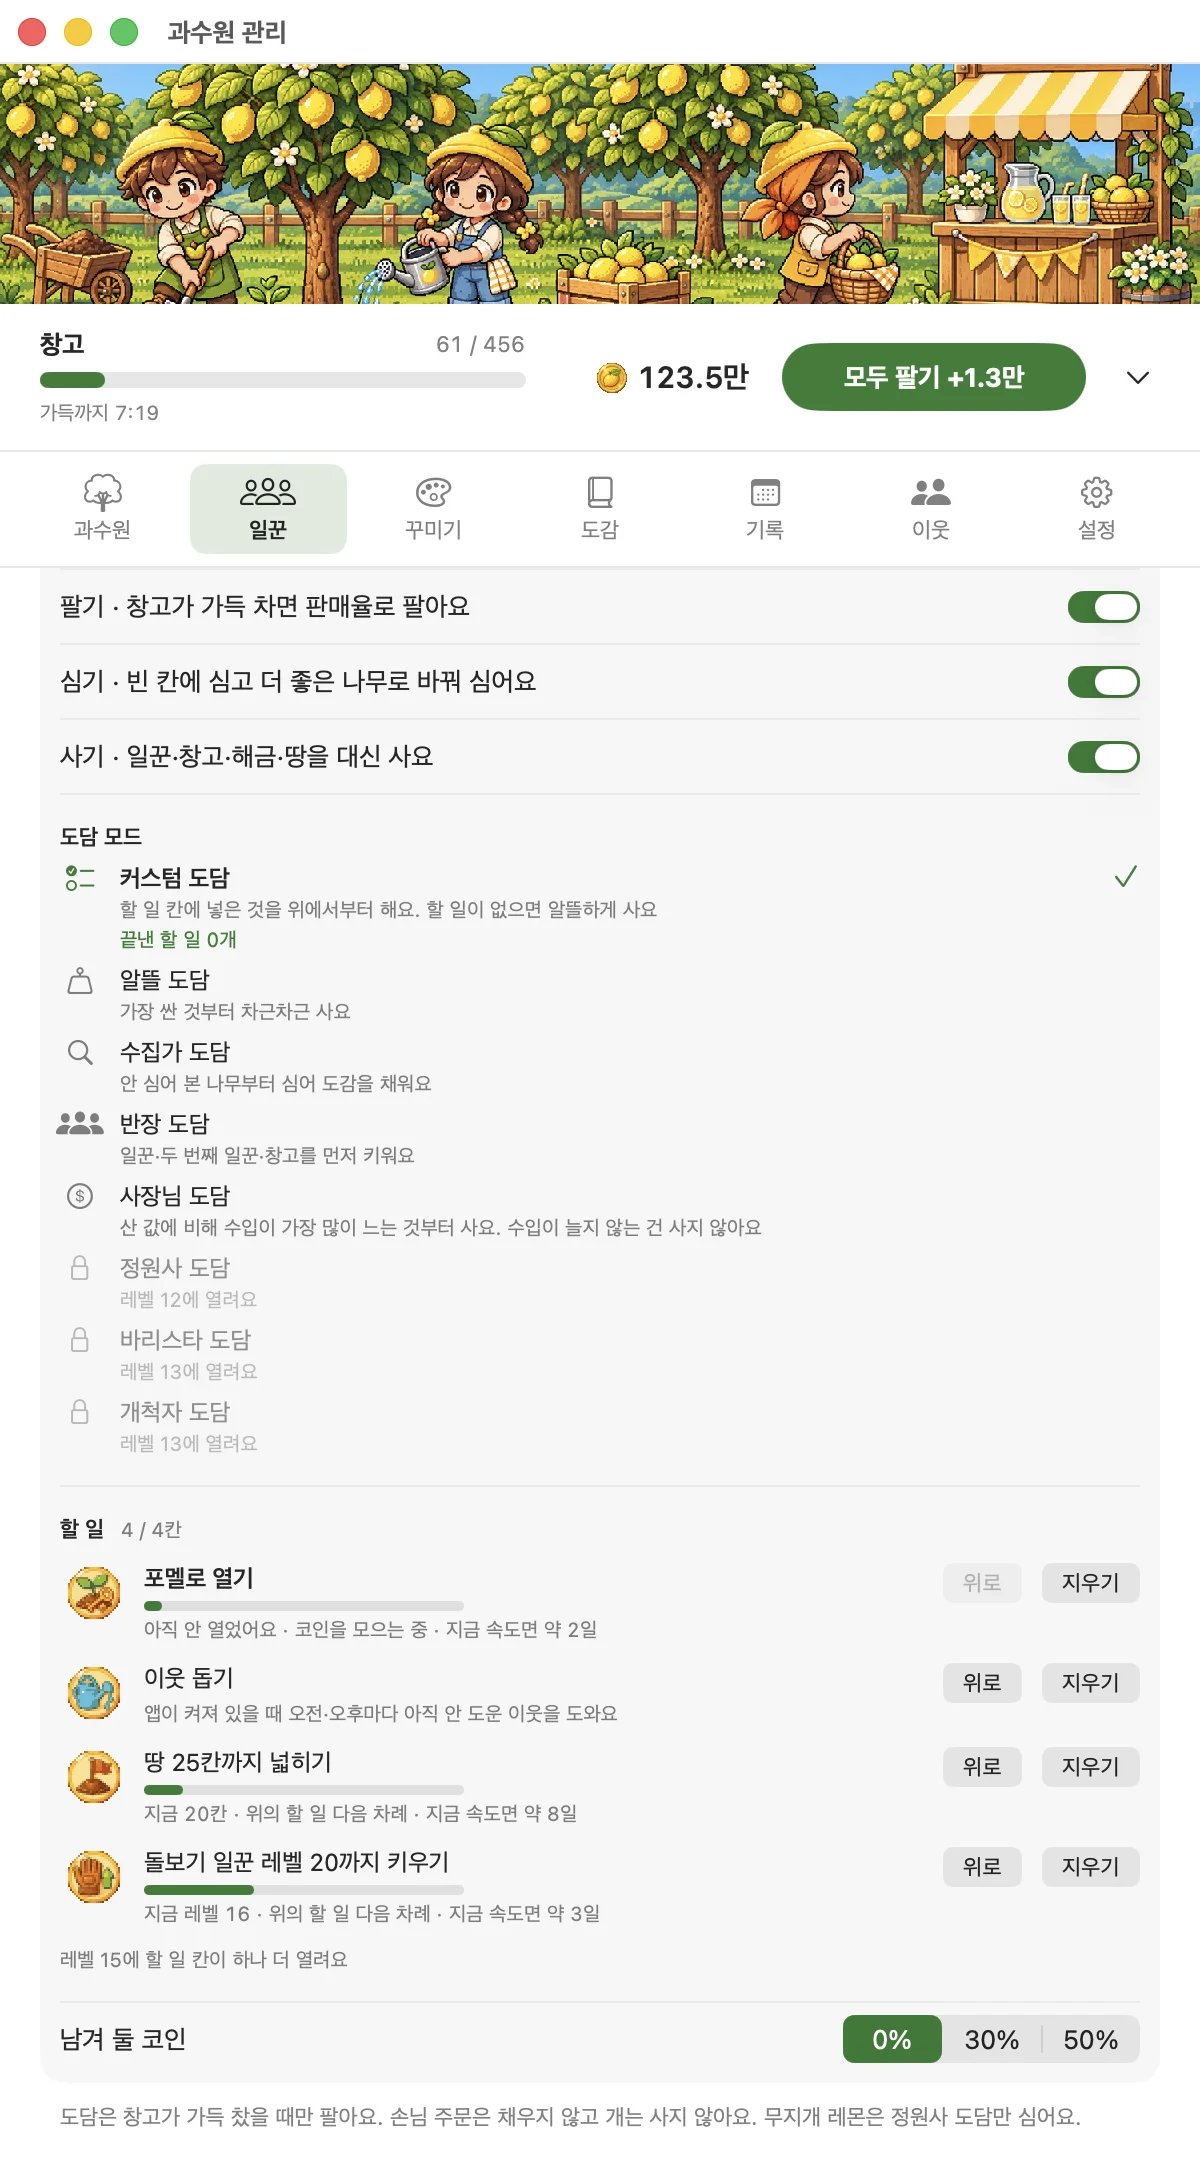 과수원 관리
창고
61 / 456
가득까지 7:19
123.5만
모두 팔기 +1.3만
과수원
일꾼
꾸미기
도감
기록
이웃
설정
팔기 · 창고가 가득 차면 판매율로 팔아요
심기 · 빈 칸에 심고 더 좋은 나무로 바꿔 심어요
사기 · 일꾼·창고·해금·땅을 대신 사요
도담 모드
커스텀 도담
할 일 칸에 넣은 것을 위에서부터 해요. 할 일이 없으면 알뜰하게 사요
끝낸 할 일 0개
알뜰 도담
가장 싼 것부터 차근차근 사요
수집가 도담
안 심어 본 나무부터 심어 도감을 채워요
반장 도담
일꾼·두 번째 일꾼·창고를 먼저 키워요
사장님 도담
산 값에 비해 수입이 가장 많이 느는 것부터 사요. 수입이 늘지 않는 건 사지 않아요
정원사 도담
레벨 12에 열려요
바리스타 도담
레벨 13에 열려요
개척자 도담
레벨 13에 열려요
할 일 4 / 4칸
포멜로 열기
위로
지우기
아직 안 열었어요 · 코인을 모으는 중 · 지금 속도면 약 2일
이웃 돕기
위로
지우기
앱이 켜져 있을 때 오전·오후마다 아직 안 도운 이웃을 도와요
땅 25칸까지 넓히기
위로
지우기
지금 20칸 · 위의 할 일 다음 차례 · 지금 속도면 약 8일
돌보기 일꾼 레벨 20까지 키우기
위로
지우기
지금 레벨 16 · 위의 할 일 다음 차례 · 지금 속도면 약 3일
레벨 15에 할 일 칸이 하나 더 열려요
남겨 둘 코인
0%
30%
50%
도담은 창고가 가득 찼을 때만 팔아요. 손님 주문은 채우지 않고 개는 사지 않아요. 무지개 레몬은 정원사 도담만 심어요.